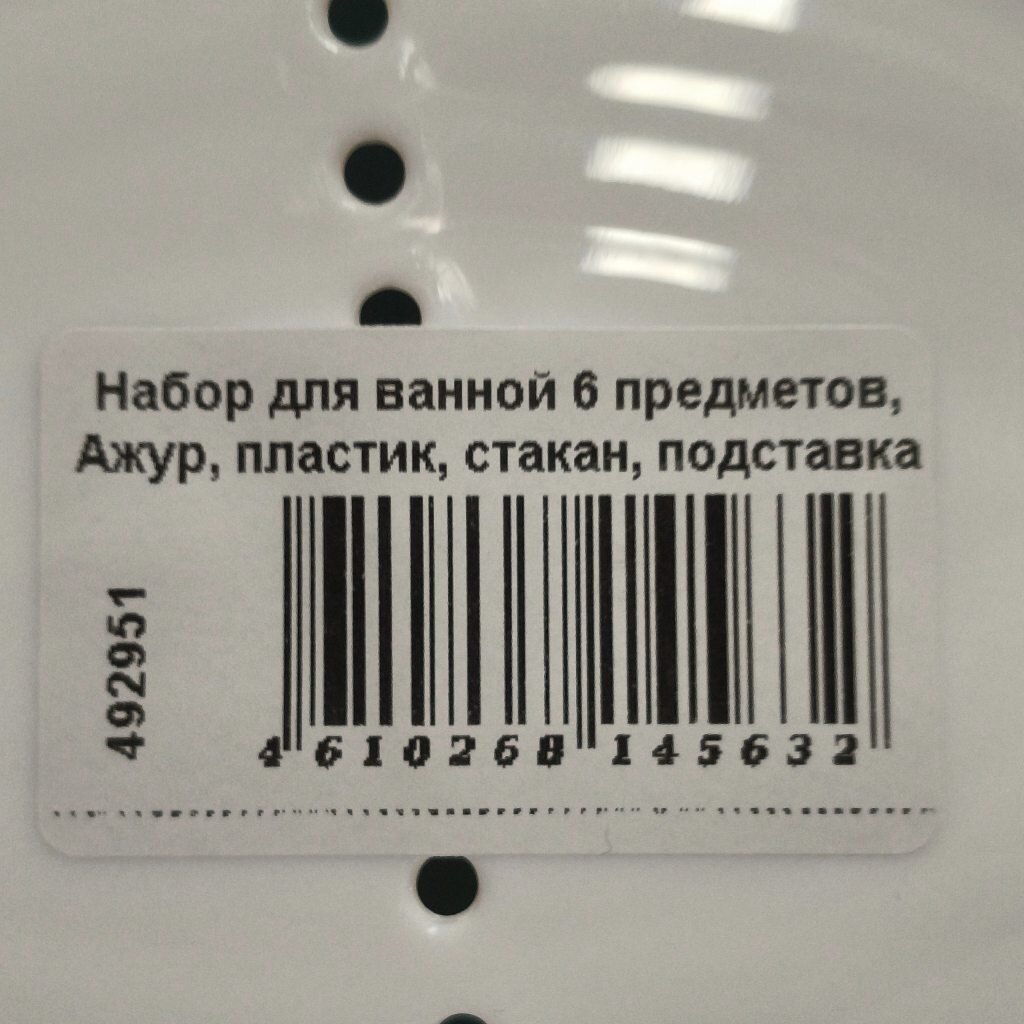 Набор для ванной 6 предметов,
Ажур, пластик, стакан, подставка
492951
4 610268 145632